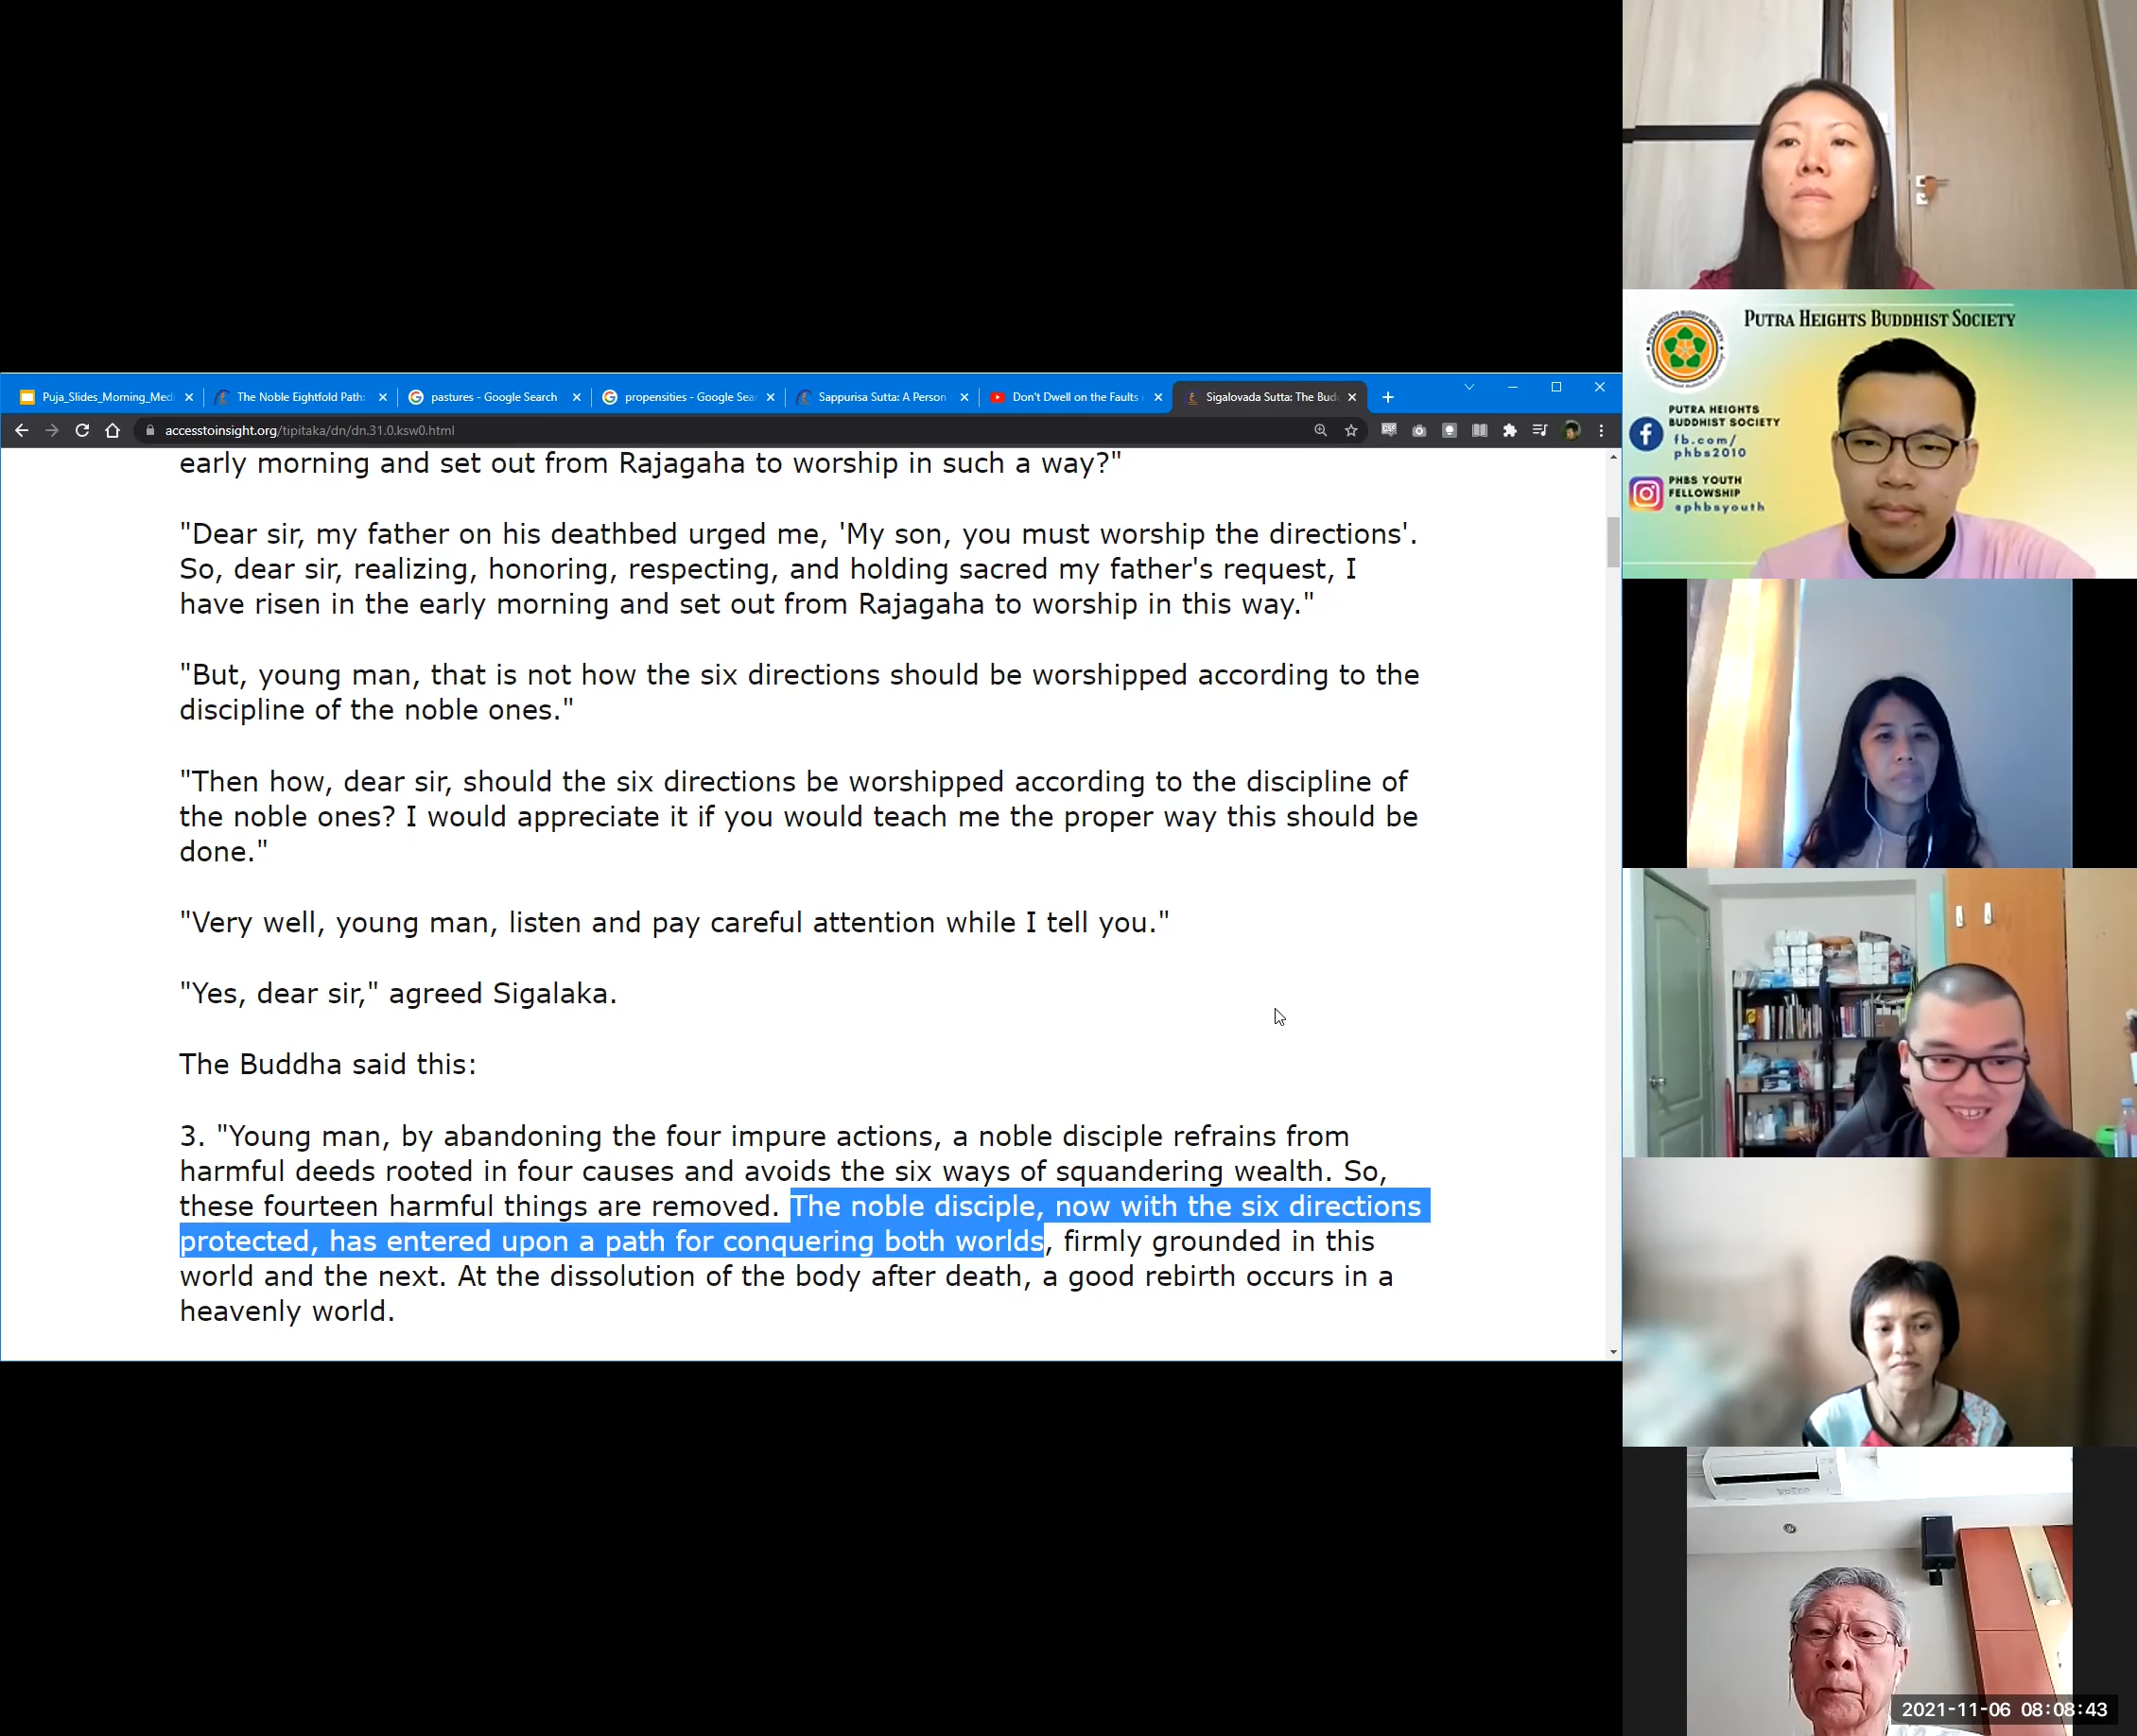 Puja_Slides_Morning_Med
The Noble Eightfold Path:
pastures - Google Search
propensities - Google Sea
Sappurisa Sutta: A Person
Don't Dwell on the Faults
Sigalovada Sutta: The Bud
accesstoinsight.org/tipitaka/dn/dn.31.0.ksw0.html
early morning and set out from Rajagaha to worship in such a way?"
"Dear sir, my father on his deathbed urged me, 'My son, you must worship the directions'.
So, dear sir, realizing, honoring, respecting, and holding sacred my father's request, I
have risen in the early morning and set out from Rajagaha to worship in this way."
"But, young man, that is not how the six directions should be worshipped according to the
discipline of the noble ones."
"Then how, dear sir, should the six directions be worshipped according to the discipline of
the noble ones? I would appreciate it if you would teach me the proper way this should be
done."
"Very well, young man, listen and pay careful attention while I tell you."
"Yes, dear sir," agreed Sigalaka.
The Buddha said this:
3. "Young man, by abandoning the four impure actions, a noble disciple refrains from
harmful deeds rooted in four causes and avoids the six ways of squandering wealth. So,
these fourteen harmful things are removed. The noble disciple, now with the six directions
protected, has entered upon a path for conquering both worlds, firmly grounded in this
world and the next. At the dissolution of the body after death, a good rebirth occurs in a
heavenly world.
PUTRA HEIGHTS BUDDHIST SOCIETY
PUTRA HEIGHTS
BUDDHIST SOCIETY
fb.com/
phbs2010
PHBS YOUTH
FELLOWSHIP
@phbsyouth
2021-11-06 08:08:43